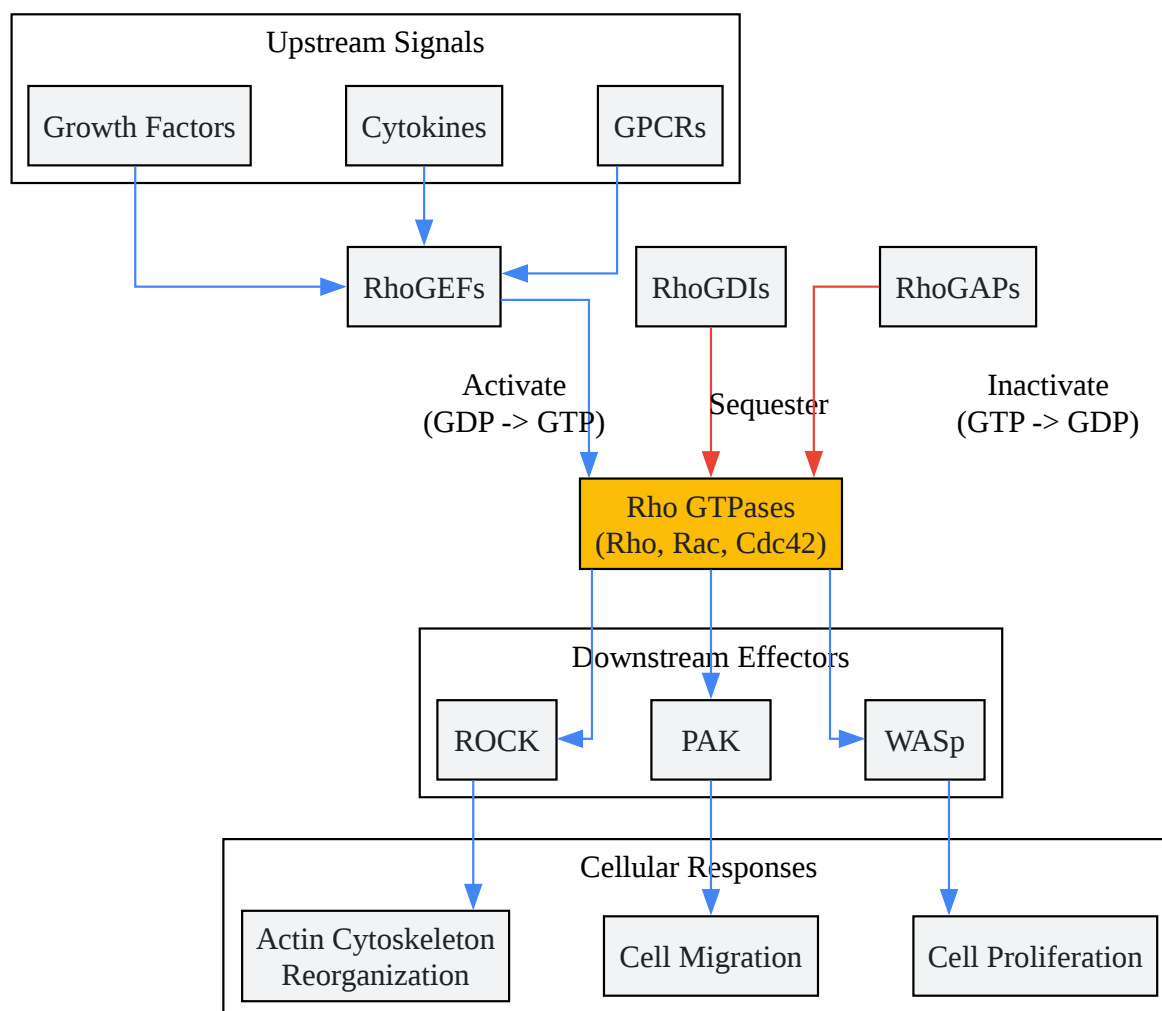 Upstream Signals
Growth Factors
Cytokines
GPCRs
RhoGEFs
RhoGDIs
RhoGAPs
Activate
(GDP -> GTP)
Sequester
Inactivate
(GTP -> GDP)
Rho GTPases
(Rho, Rac, Cdc42)
Downstream Effectors
ROCK
PAK
WASp
Cellular Responses
Actin Cytoskeleton
Reorganization
Cell Migration
Cell Proliferation